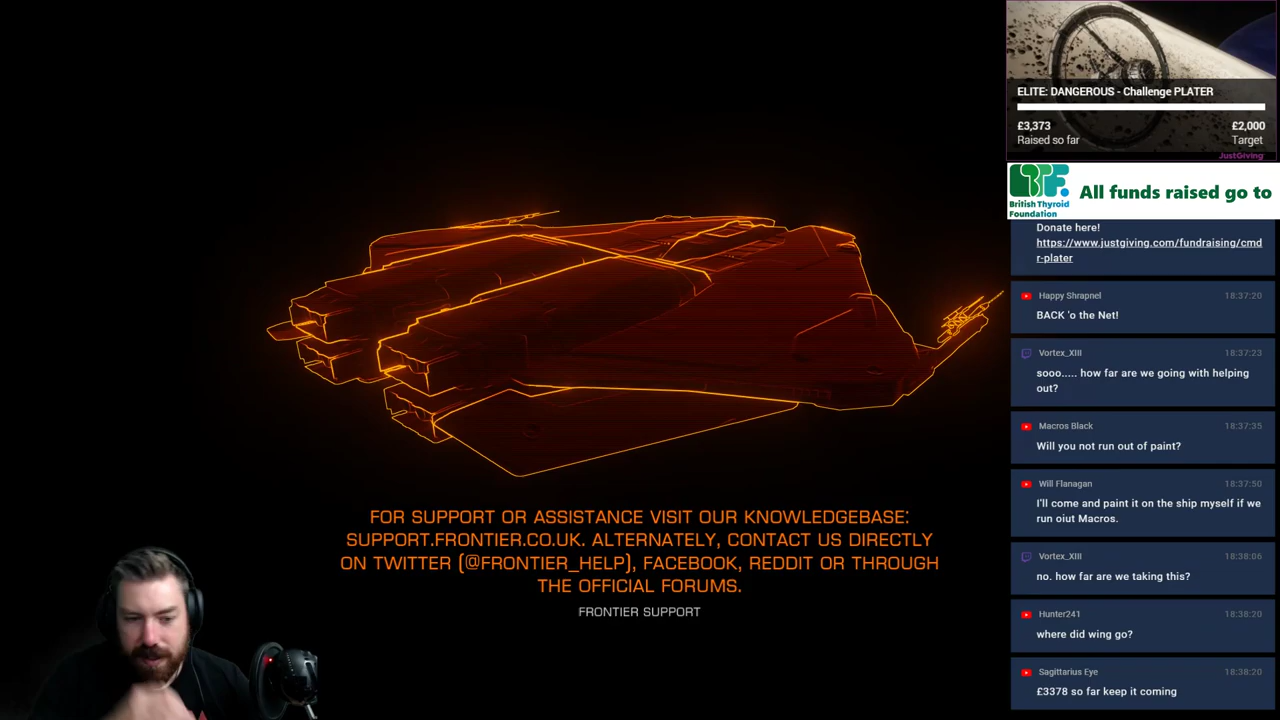 ELITE: DANGEROUS - Challenge PLATER
£3,373
£2,000
Raised so far
Target
JustGiving
British Thyroid
Foundation
All funds raised go to
Donate here!
https://www.justgiving.com/fundraising/cmd
r-plater
Happy Shrapnel
18:37:20
BACK 'o the Net!
Vortex_XIII
18:37:23
sooo..... how far are we going with helping
out?
Macros Black
18:37:35
Will you not run out of paint?
Will Flanagan
18:37:50
I'll come and paint it on the ship myself if we
run oiut Macros.
Vortex_XIII
18:38:06
no. how far are we taking this?
Hunter241
18:38:20
where did wing go?
Sagittarius Eye
18:38:20
£3378 so far keep it coming
FOR SUPPORT OR ASSISTANCE VISIT OUR KNOWLEDGEBASE:
SUPPORT.FRONTIER.CO.UK. ALTERNATELY, CONTACT US DIRECTLY
ON TWITTER (@FRONTIER_HELP), FACEBOOK, REDDIT OR THROUGH
THE OFFICIAL FORUMS.
FRONTIER SUPPORT